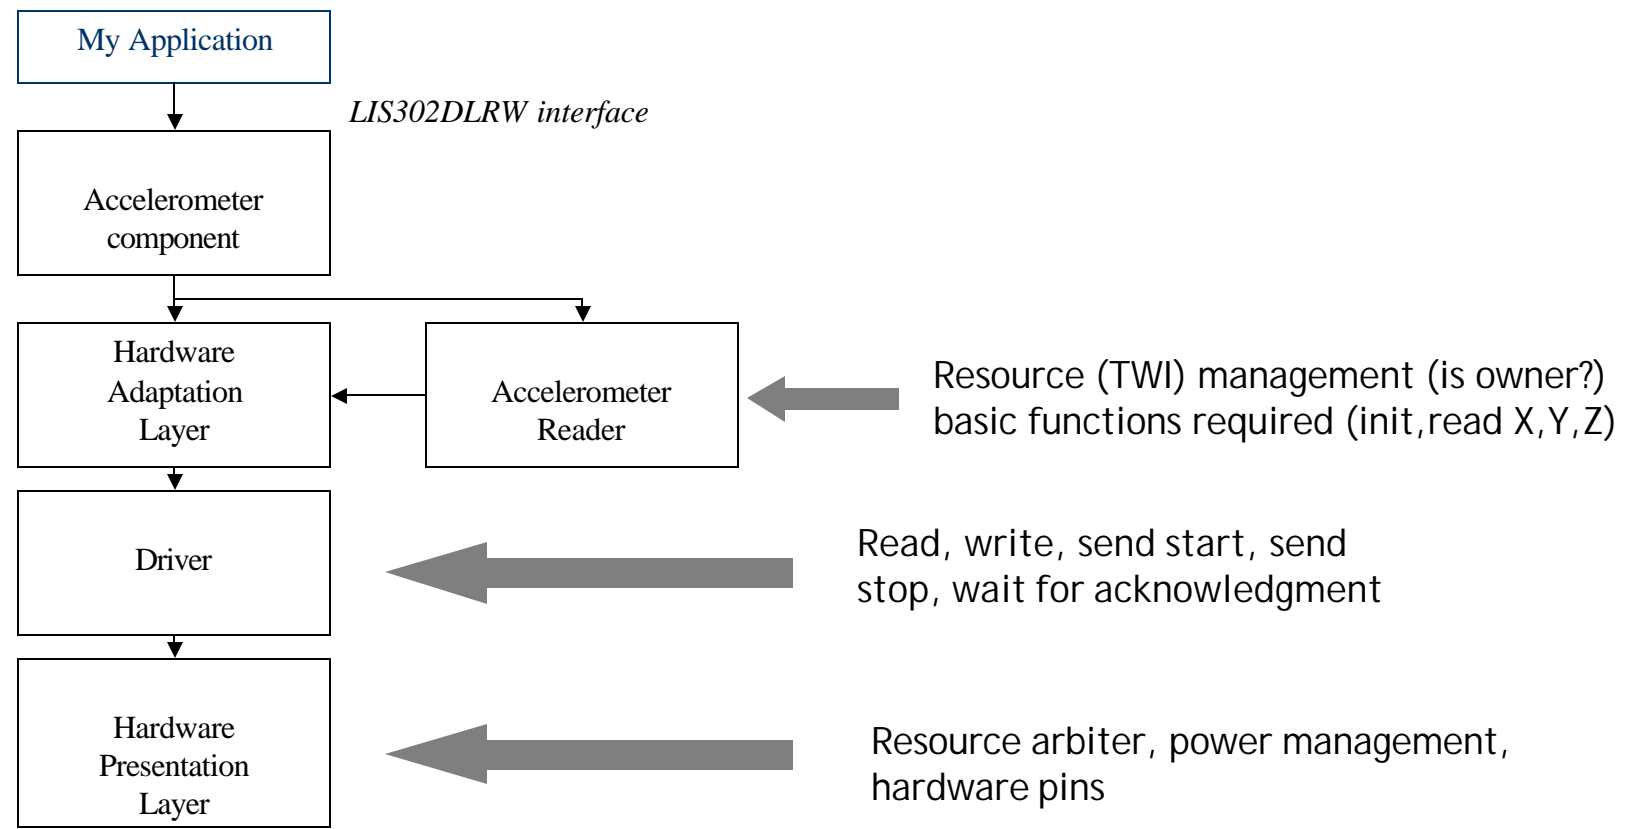 My Application
LIS302DLRW interface
Accelerometer
component
Hardware
Adaptation
Layer
Accelerometer
Reader
Resource (TWI) management (is owner?)
basic functions required (init,read X,Y,Z)
Driver
Read, write, send start, send
stop, wait for acknowledgment
Hardware
Presentation
Layer
Resource arbiter, power management,
hardware pins